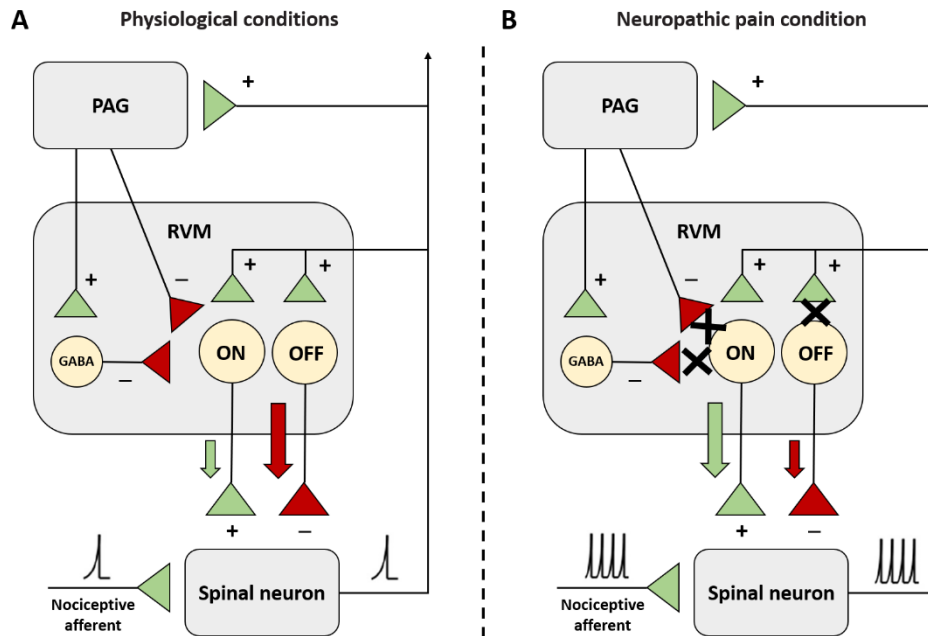 A
Physiological conditions
PAG
+
RVM
+
−
+
+
GABA
−
ON
OFF
+
−
Nociceptive
afferent
Spinal neuron
B
Neuropathic pain condition
PAG
+
RVM
+
−
+
+
GABA
−
ON
OFF
+
−
Nociceptive
afferent
Spinal neuron